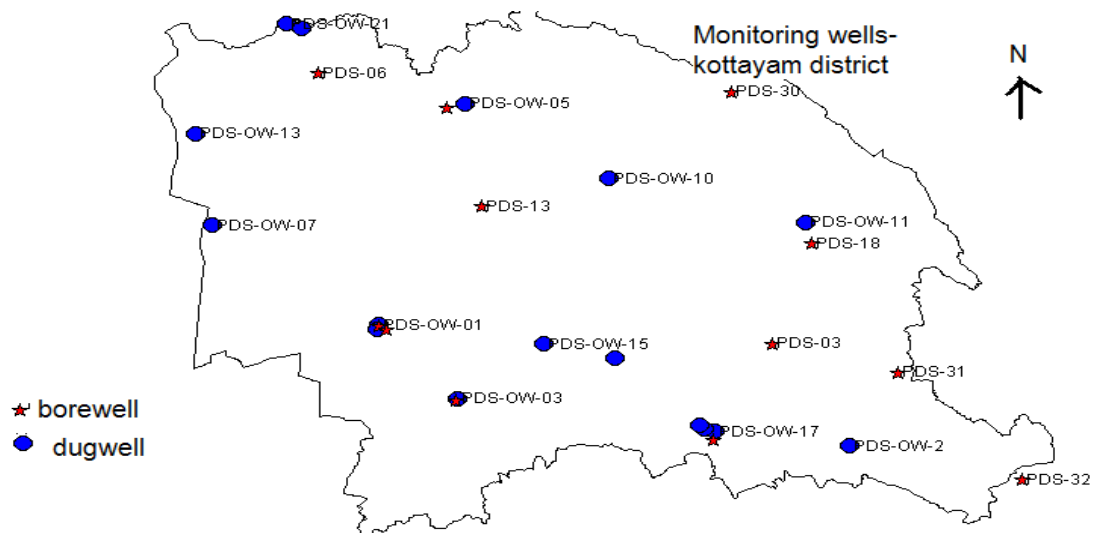 PDS-OW-21
Monitoring wells-
kottayam district
N
PDS-06
PDS-30
PDS-OW-05
PDS-OW-13
PDS-OW-10
PDS-13
PDS-OW-11
PDS-OW-07
PDS-18
PDS-OW-01
PDS-OW-15
PDS-03
PDS-31
PDS-OW-03
borewell
PDS-OW-17
dugwell
PDS-OW-2
PDS-32